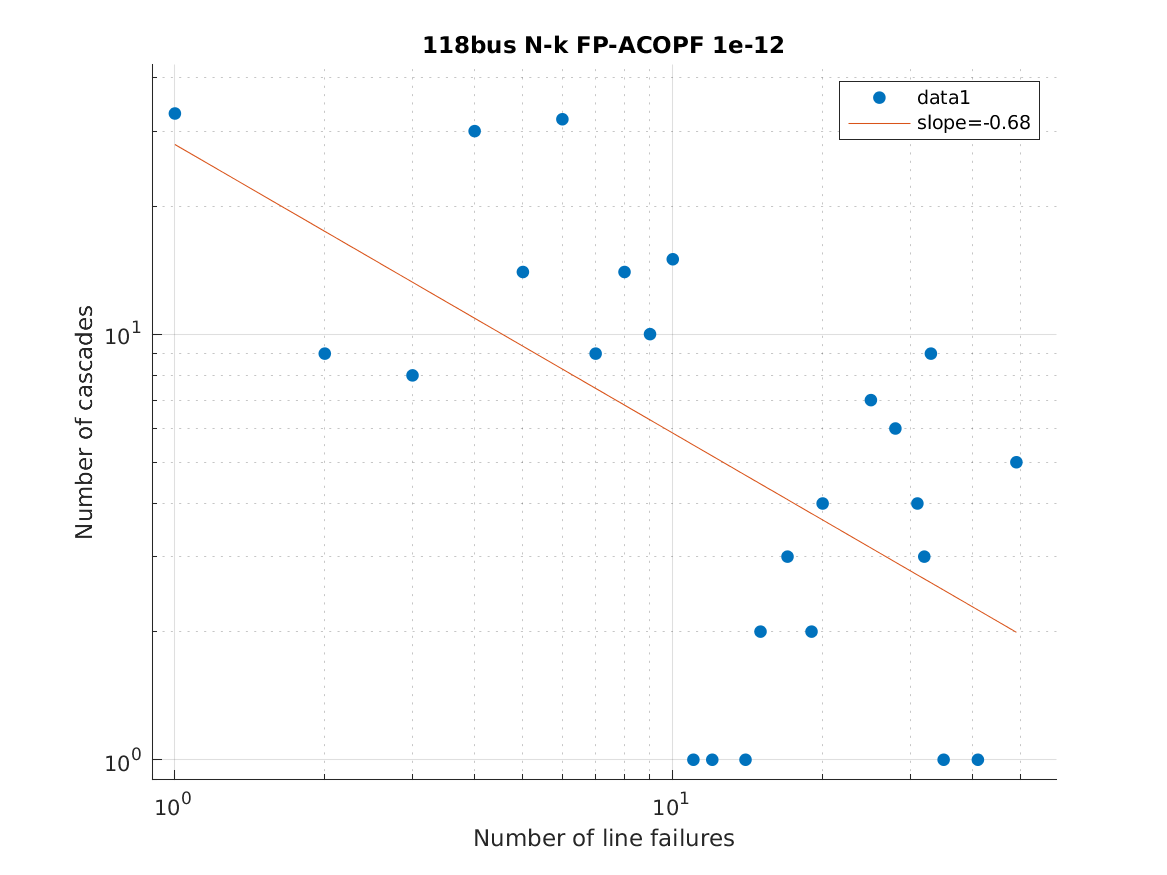 118bus N-k FP-ACOPF 1e-12
data1
slope=-0.68
Number of cascades
10^1
10^0
10^0
10^1
Number of line failures